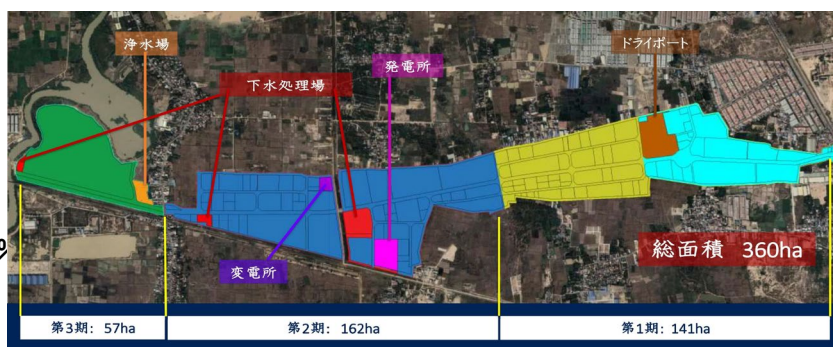 浄水場
ドライポート
発電所
下水処理場
変電所
総面積 360ha
第3期: 57ha
第2期: 162ha
第1期: 141ha